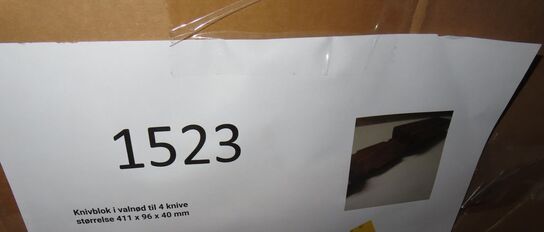 1523
Knivblok i valnød til 4 knive
størrelse 411 x 96 x 40 mm